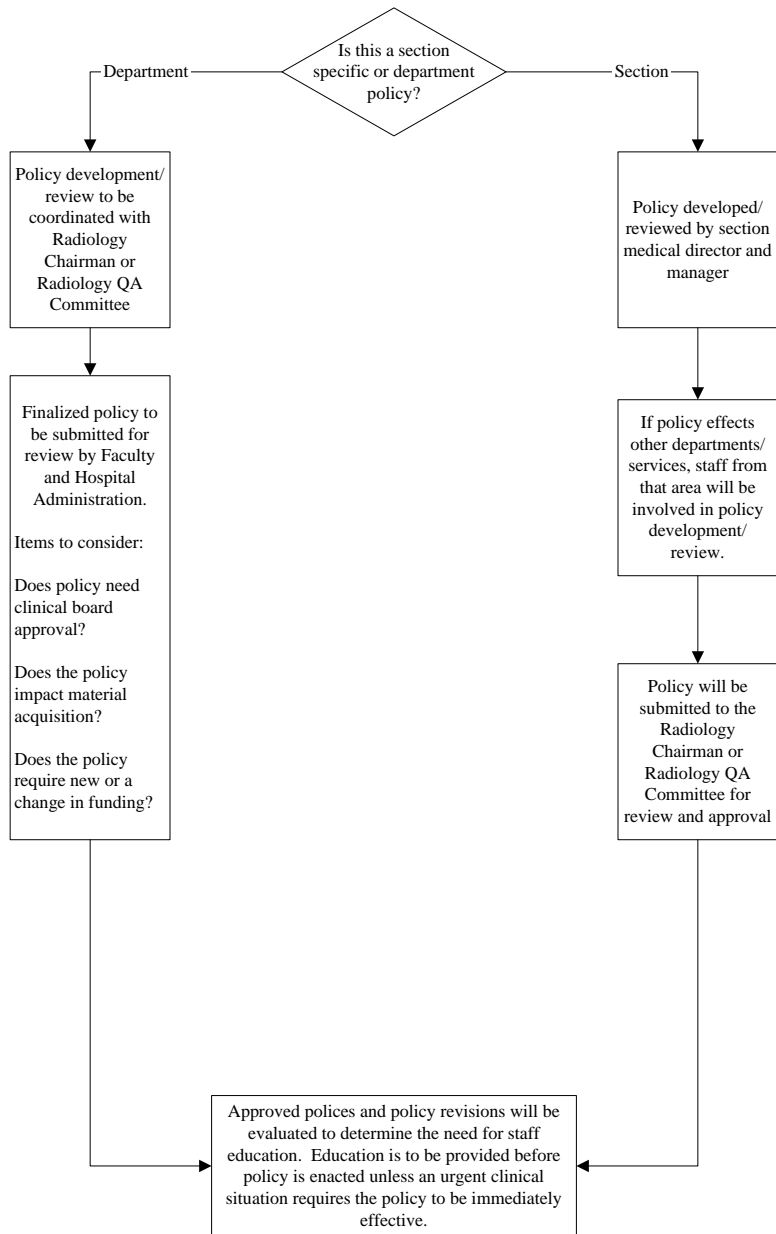 Is this a section
specific or department
policy?
Department
Section
Policy development/
review to be
coordinated with
Radiology
Chairman or
Radiology QA
Committee
Finalized policy to
be submitted for
review by Faculty
and Hospital
Administration.
Items to consider:
Does policy need
clinical board
approval?
Does the policy
impact material
acquisition?
Does the policy
require new or a
change in funding?
Policy developed/
reviewed by section
medical director and
manager
If policy effects
other departments/
services, staff from
that area will be
involved in policy
development/
review.
Policy will be
submitted to the
Radiology
Chairman or
Radiology QA
Committee for
review and approval
Approved polices and policy revisions will be
evaluated to determine the need for staff
education.  Education is to be provided before
policy is enacted unless an urgent clinical
situation requires the policy to be immediately
effective.